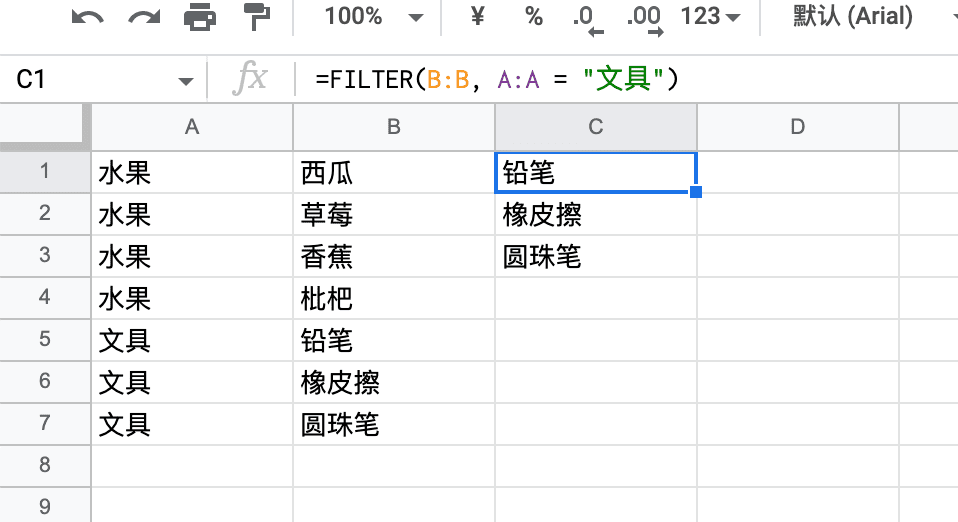 100% ¥ % .0 .00 123 默认 (Arial)
C1 fx =FILTER(B:B, A:A = "文具")
A B C D
1 水果 西瓜 铅笔
2 水果 草莓 橡皮擦
3 水果 香蕉 圆珠笔
4 水果 枇杷
5 文具 铅笔
6 文具 橡皮擦
7 文具 圆珠笔
8
9